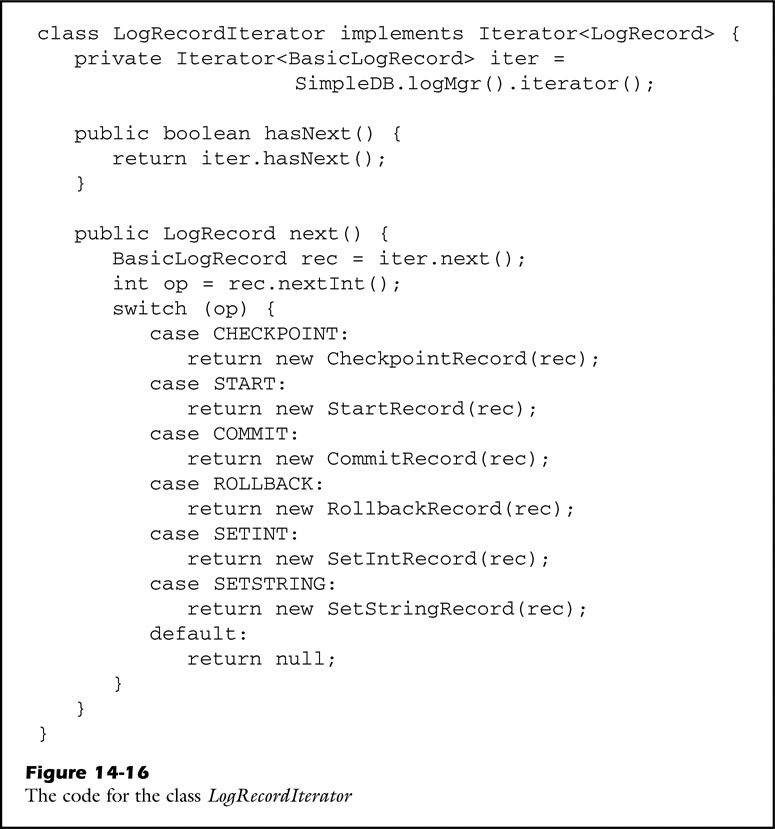 class LogRecordIterator implements Iterator<LogRecord> {
   private Iterator<BasicLogRecord> iter =
                     SimpleDB.logMgr().iterator();

   public boolean hasNext() {
      return iter.hasNext();
   }

   public LogRecord next() {
      BasicLogRecord rec = iter.next();
      int op = rec.nextInt();
      switch (op) {
         case CHECKPOINT:
            return new CheckpointRecord(rec);
         case START:
            return new StartRecord(rec);
         case COMMIT:
            return new CommitRecord(rec);
         case ROLLBACK:
            return new RollbackRecord(rec);
         case SETINT:
            return new SetIntRecord(rec);
         case SETSTRING:
            return new SetStringRecord(rec);
         default:
            return null;
      }
   }
}
Figure 14-16
The code for the class LogRecordIterator